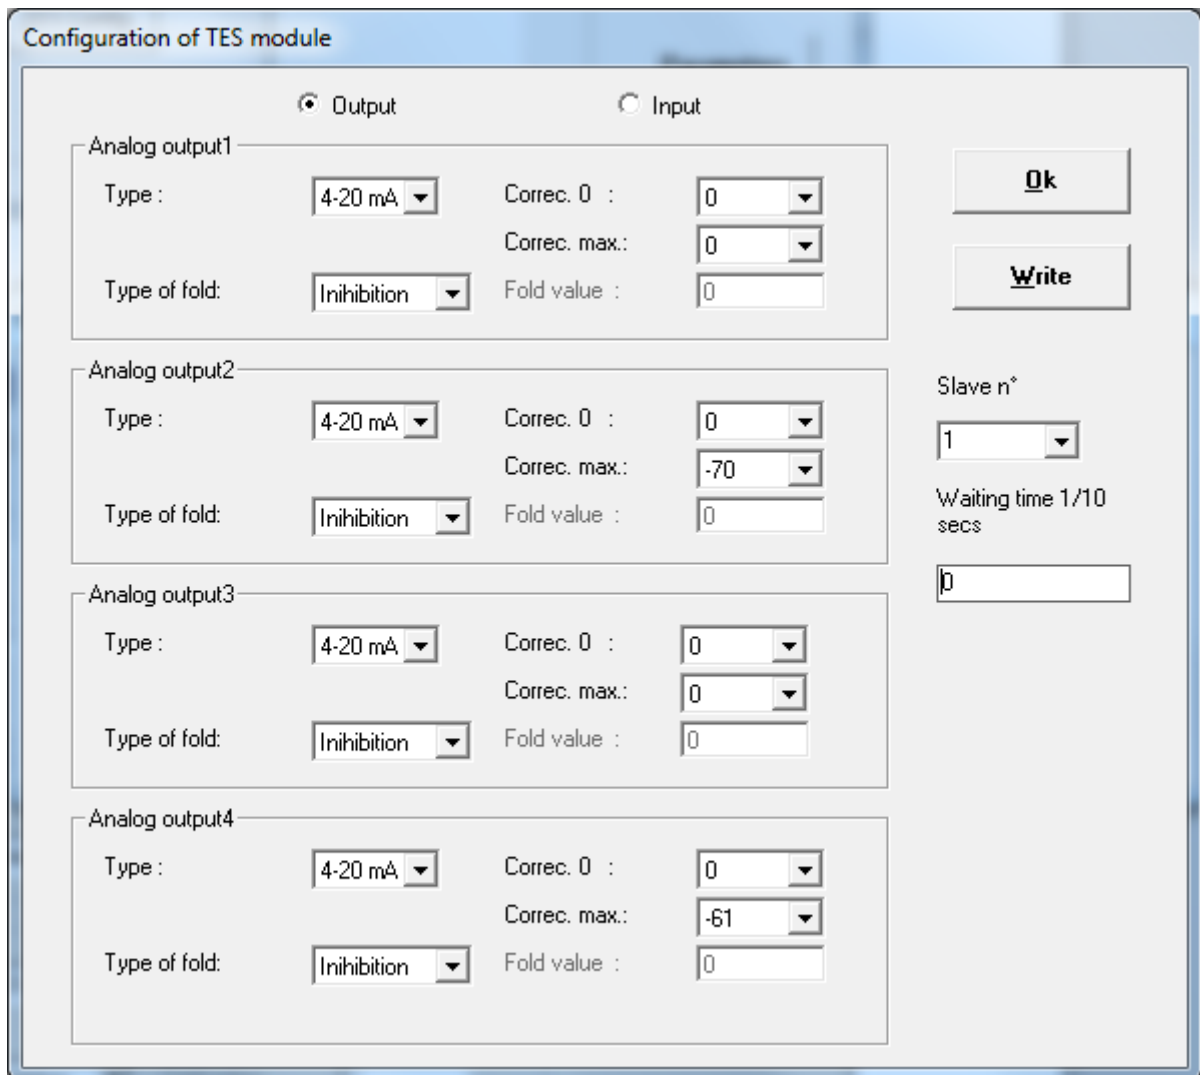 Configuration of TES module
Output Input
Analog output1
Type : 4-20 mA Correc. 0 : 0
Correc. max.: 0
Type of fold: Inihibition Fold value : 0
Ok
Write
Analog output2
Type : 4-20 mA Correc. 0 : 0
Correc. max.: -70
Type of fold: Inihibition Fold value : 0
Slave n°
1
Waiting time 1/10
secs
0
Analog output3
Type : 4-20 mA Correc. 0 : 0
Correc. max.: 0
Type of fold: Inihibition Fold value : 0
Analog output4
Type : 4-20 mA Correc. 0 : 0
Correc. max.: -61
Type of fold: Inihibition Fold value : 0